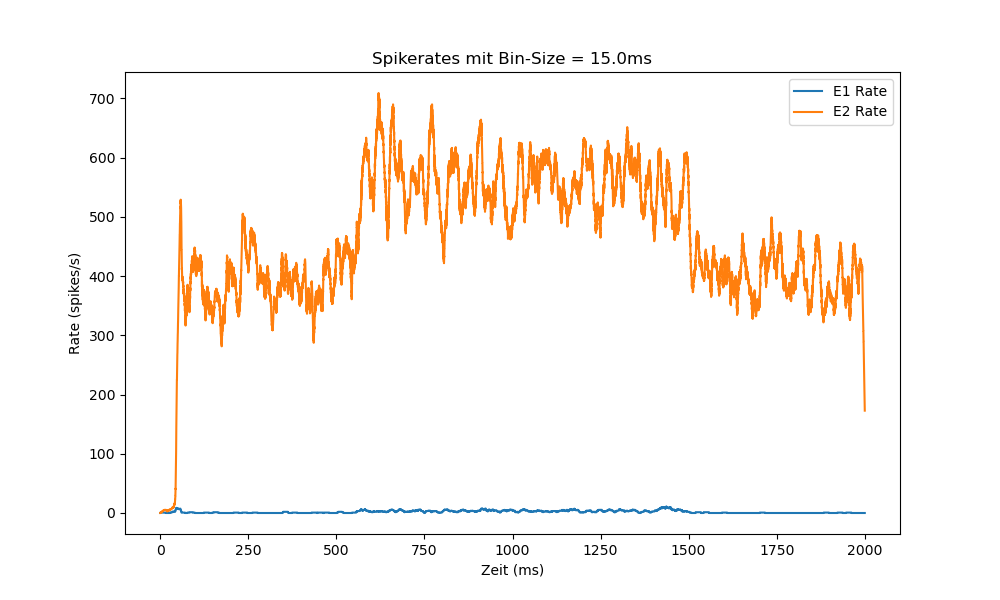 Spikerates mit Bin-Size = 15.0ms
E1 Rate
E2 Rate
700
600
500
400
300
200
100
0
Rate (spikes/s)
0 250 500 750 1000 1250 1500 1750 2000
Zeit (ms)